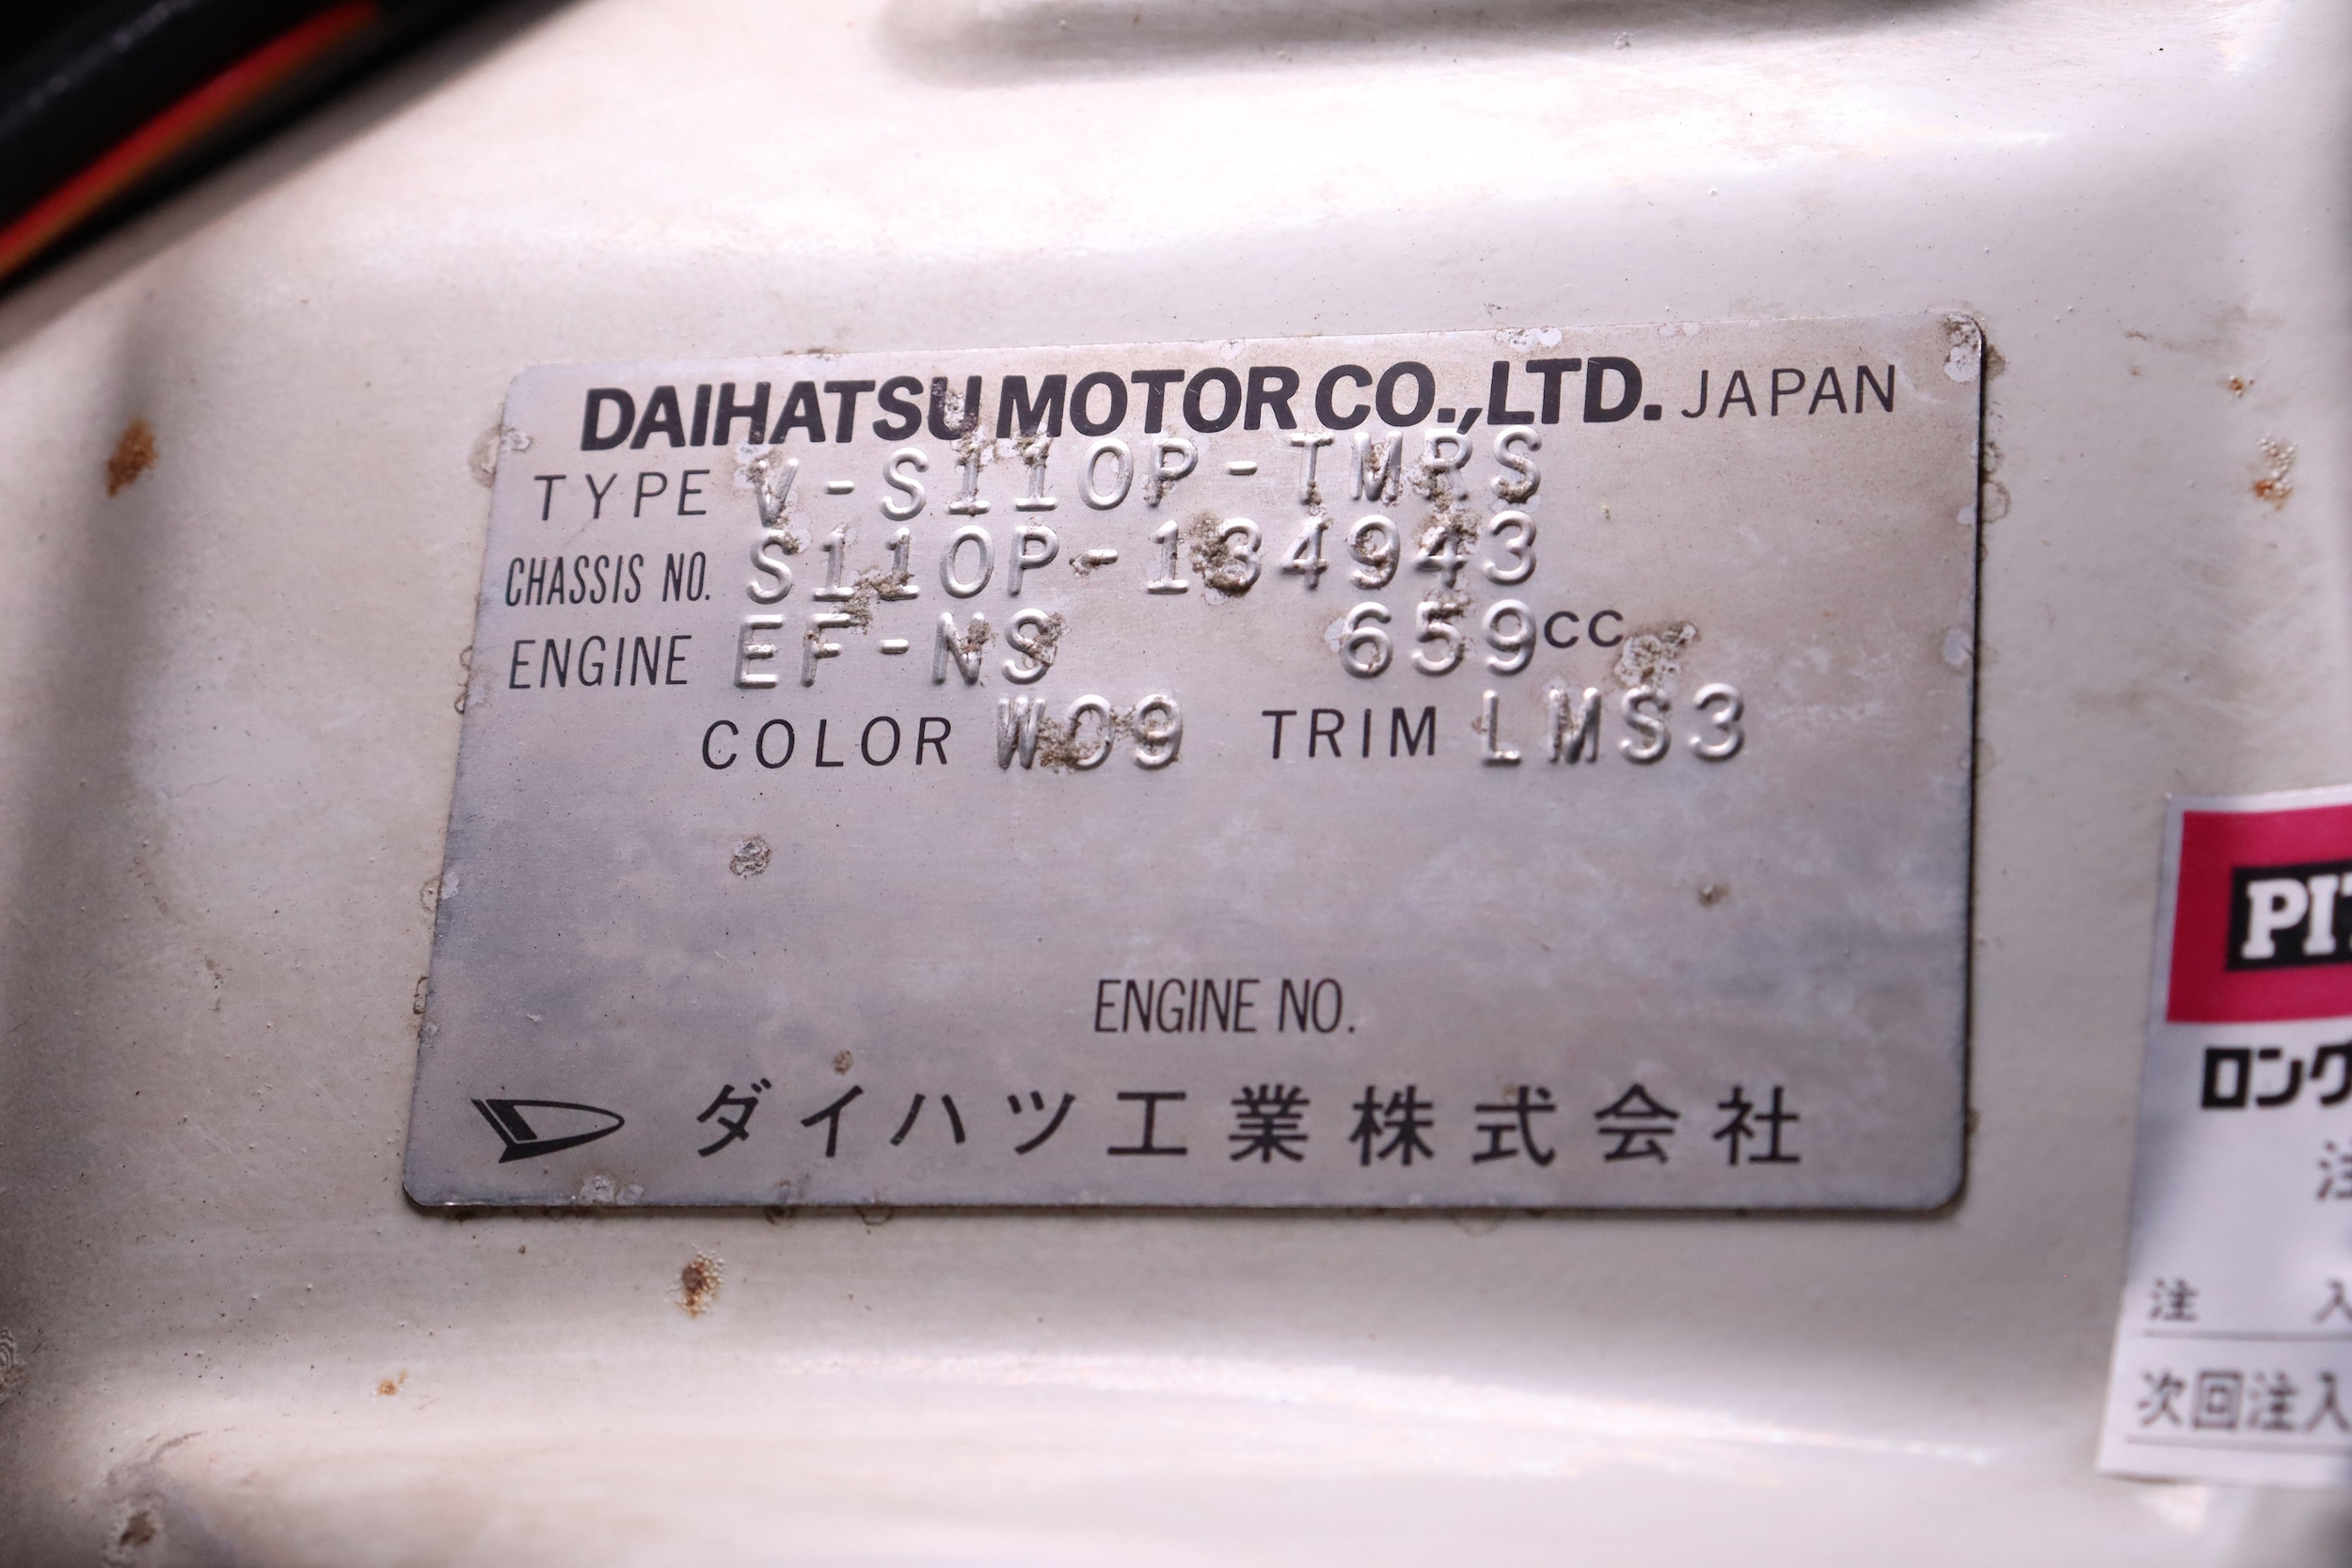 DAIHATSU MOTOR CO.,LTD. JAPAN
TYPE V-S110P-TMRS
CHASSIS NO. S110P-134943
ENGINE EF-NS 659cc
COLOR W09 TRIM LMS3
ENGINE NO.
ダイハツ工業株式会社
PIT
ロング
注
注 入
次回注入